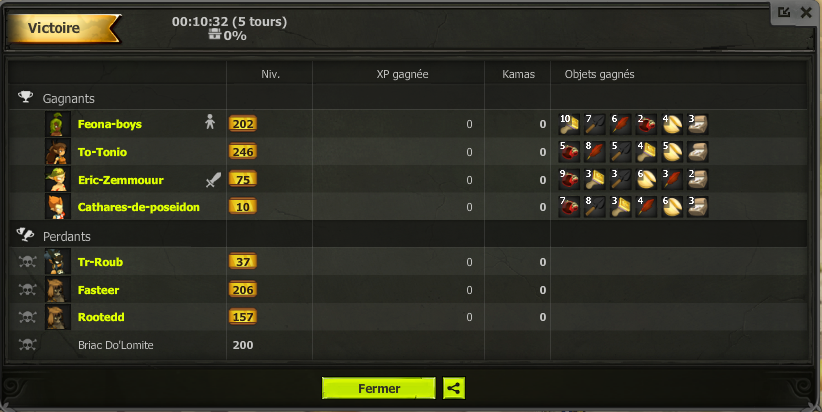 Victoire
00:10:32 (5 tours)
0%
Niv. XP gagnée Kamas Objets gagnés
Gagnants
Feona-boys 202 0 0 10 7 6 2 4 3
To-Tonio 246 0 0 5 8 5 4 5
Eric-Zemmouur 75 0 0 9 3 3 6 3 2
Cathares-de-poseidon 10 0 0 7 8 3 4 6 3
Perdants
Tr-Roub 37 0 0
Fasteer 206 0 0
Rootedd 157 0 0
Briac Do'Lomite 200
Fermer